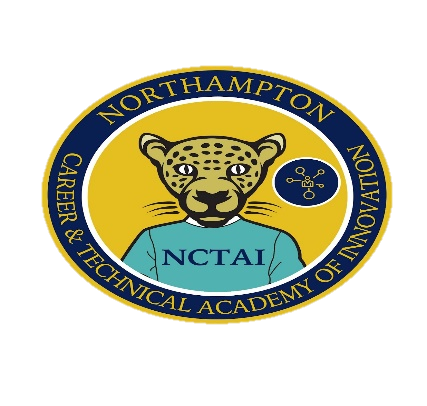 NORTHAMPTON
CAREER & TECHNICAL ACADEMY OF INNOVATION
NCTAI